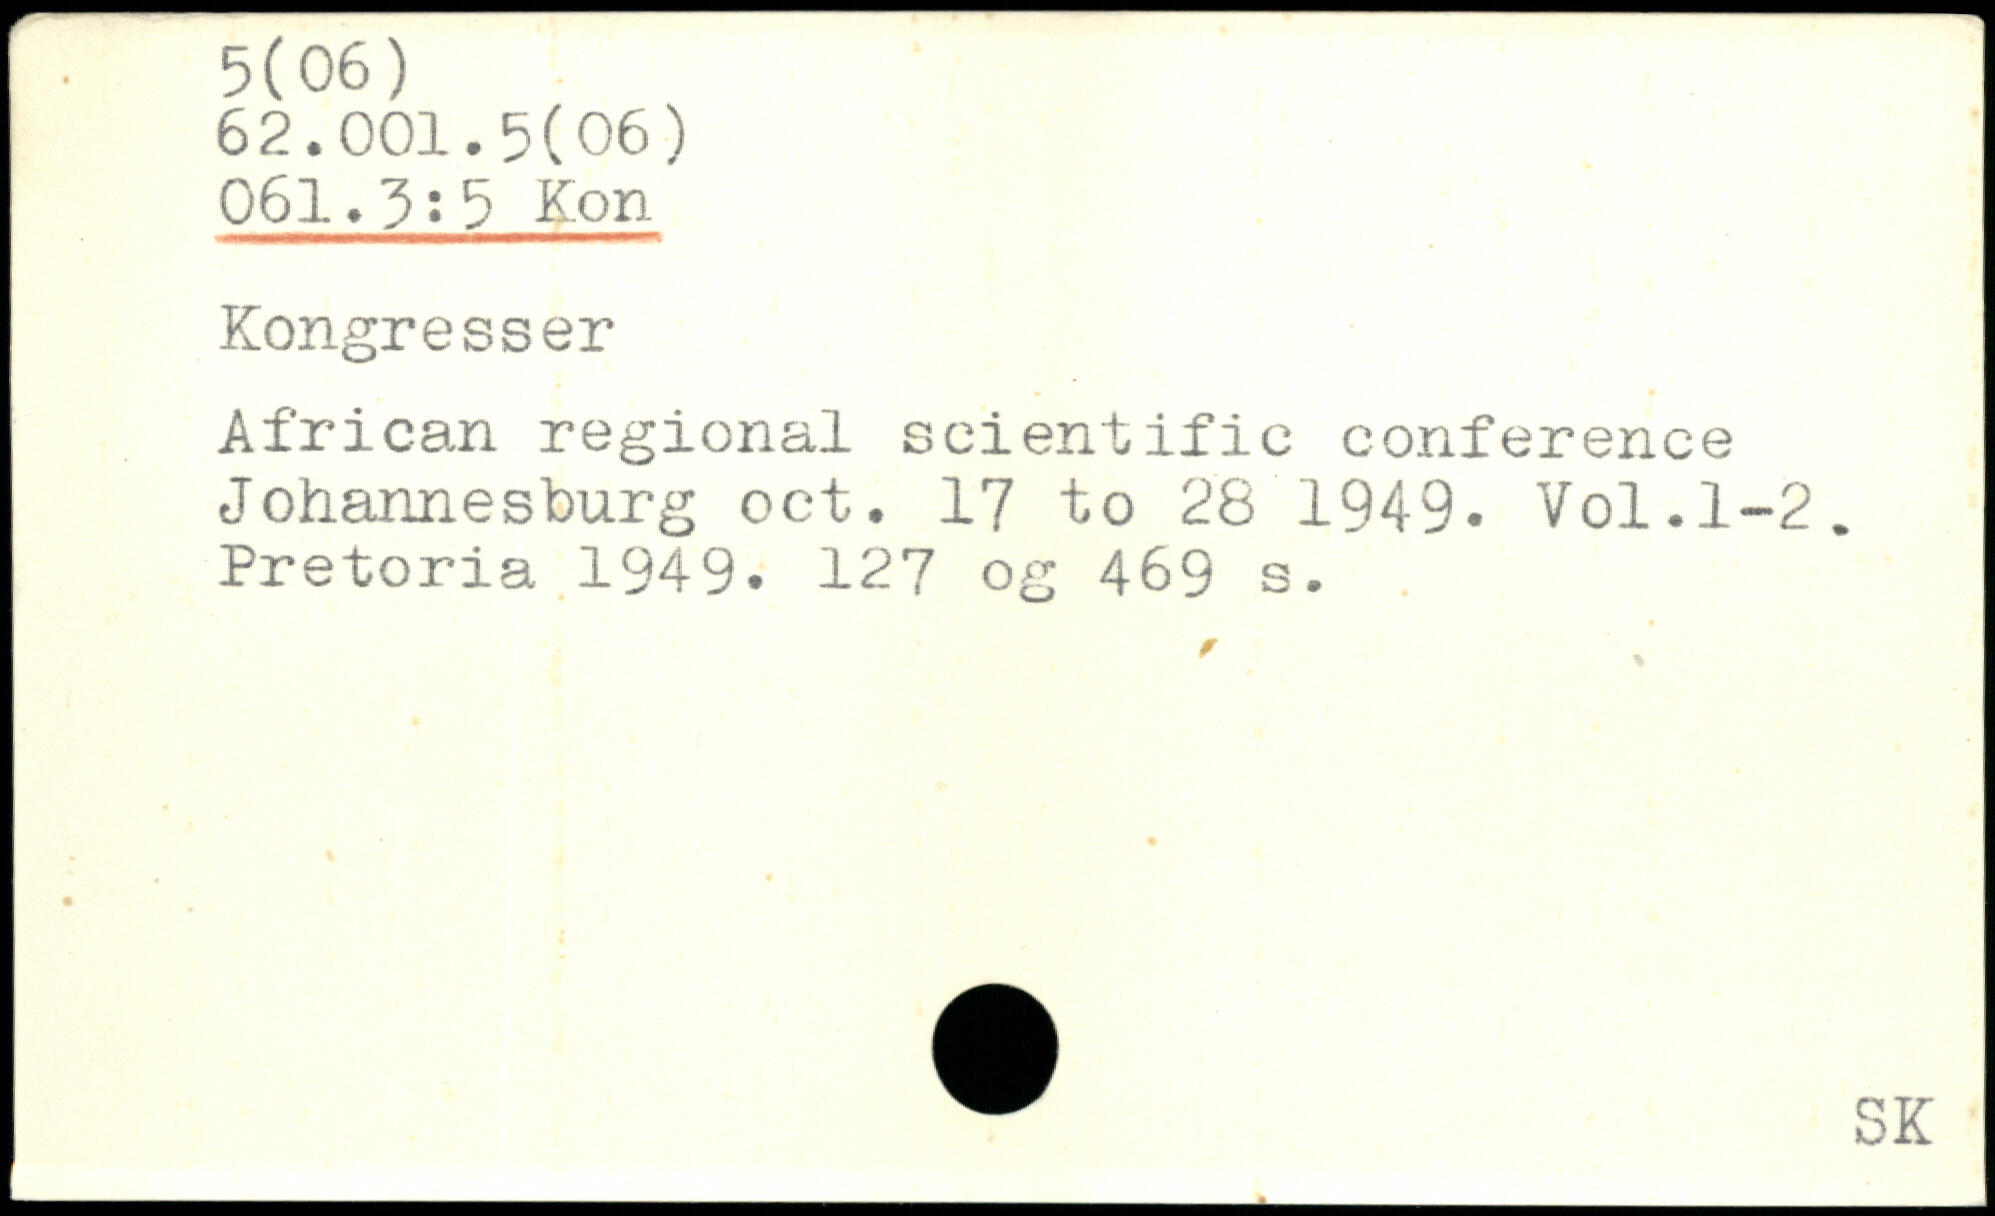 5(06)
62.001.5(06)
061.3:5 Kon
Kongresser
African regional scientific conference
Johannesburg oct. 17 to 28 1949. Vol.1-2.
Pretoria 1949. 127 og 469 s.
SK